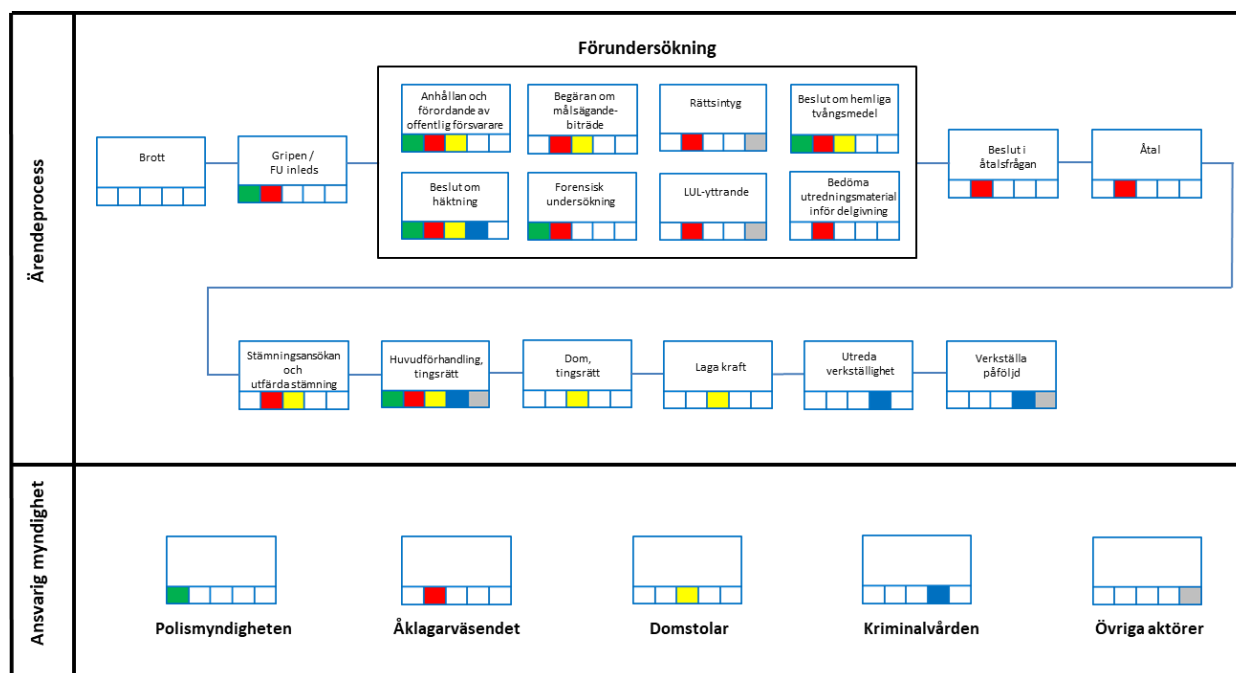 Ärendeprocess
Förundersökning
Brott
Gripen /
FU inleds
Anhållan och
förordande av
offentlig försvarare
Begäran om
målsägande-
biträde
Rättsintyg
Beslut om hemliga
tvångsmedel
Beslut om
häktning
Forensisk
undersökning
LUL-yttrande
Bedöma
utredningsmaterial
inför delgivning
Beslut i
åtalsfrågan
Åtal
Stämningsansökan
och
utfärda stämning
Huvudförhandling,
tingsrätt
Dom,
tingsrätt
Laga kraft
Utreda
verkställighet
Verkställa
påföljd
Ansvarig myndighet
Polismyndigheten
Åklagarväsendet
Domstolar
Kriminalvården
Övriga aktörer